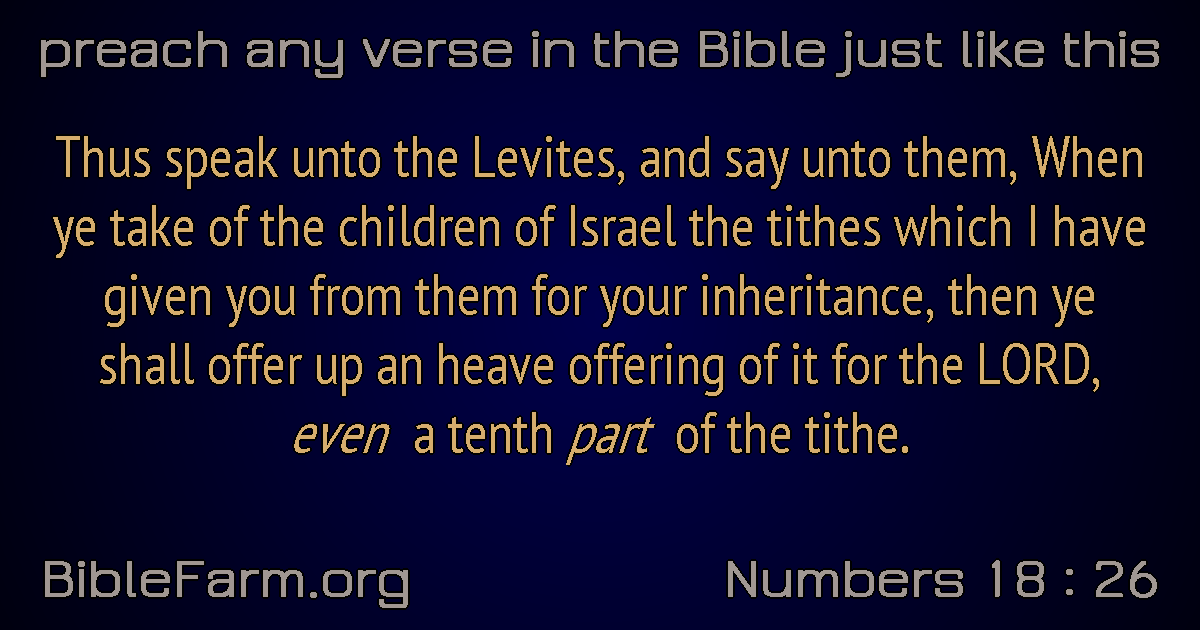 preach any verse in the Bible just like this
Thus speak unto the Levites, and say unto them, When
ye take of the children of Israel the tithes which I have
given you from them for your inheritance, then ye
shall offer up an heave offering of it for the LORD,
even a tenth part of the tithe.
BibleFarm.org
Numbers 18 : 26